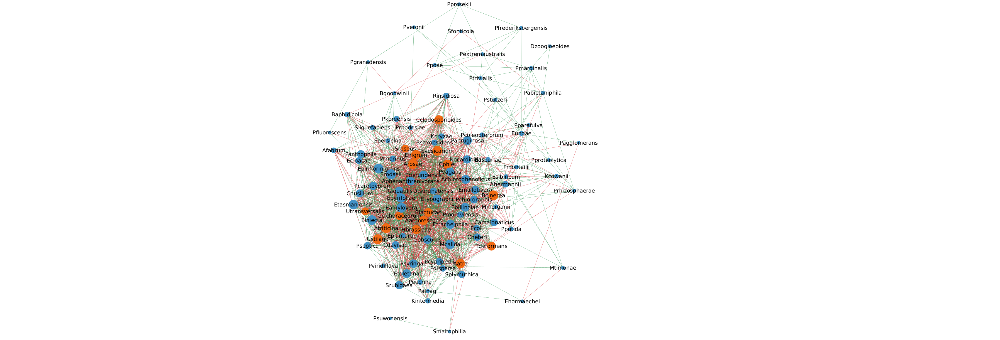 Pprosekii
Pveronii
Sfonticola
Pfrederiksbergensis
Dzoogloeoides
Pextremaustralis
Pgranadensis
Ppoae
Pmarginalis
Ptrivialis
Bgoodwinii
Rinsidiosa
Pabietaniphila
Pstutzeri
Baphidicola
Pkoreensis
Ccladosporioides
Sliquefaciens
Prhodesiae
Pparafulva
Pfluorescens
Koryzae
Pcoleopterorum
Eundae
Epersicina
Bsaxobsidens
Paeruginosa
Pagglomerans
Afabrum
Sroseus
Svesicarium
Panthophila
Enigrum
Ecloacae
Mmarinus
Nocardioides
Easburiae
Pproteolytica
Arosae
Cphlei
Pmonteilii
Epiriflorinigrans
Pvagans
Prodasii
Egerundensis
Esibiricum
Kcowanii
Aphenanthrenivorans
Achlorophenolicus
Ahermannii
Pcarotovorum
Raquatilis
Dtsuruhatensis
Emallotivora
Prhizosphaerae
Cpusillum
Bcinerea
Epyrifoliae
Etypographi
Pchlororaphis
Etasmaniensis
Eamylovora
Ebillingiae
Mmorganii
Utransversalis
Blactucae
Pmoraviensis
Gcichoracearum
Einiecta
Aarborescens
Etracheiphila
Camalonaticus
Atriticina
Hbrassicae
Ecoli
Pputida
Eplantarum
Cneteri
Ustilago
Gobscurus
Pseptica
Cdavisae
Mcalida
Tdeformans
Pviridiflava
Psyringae
Pcypripedii
Aatra
Pdispersa
Mtimonae
Etoletana
Splymuthica
Peucrina
Srubidaea
Palhagi
Kintermedia
Ehormaechei
Psuwonensis
Smaltophilia